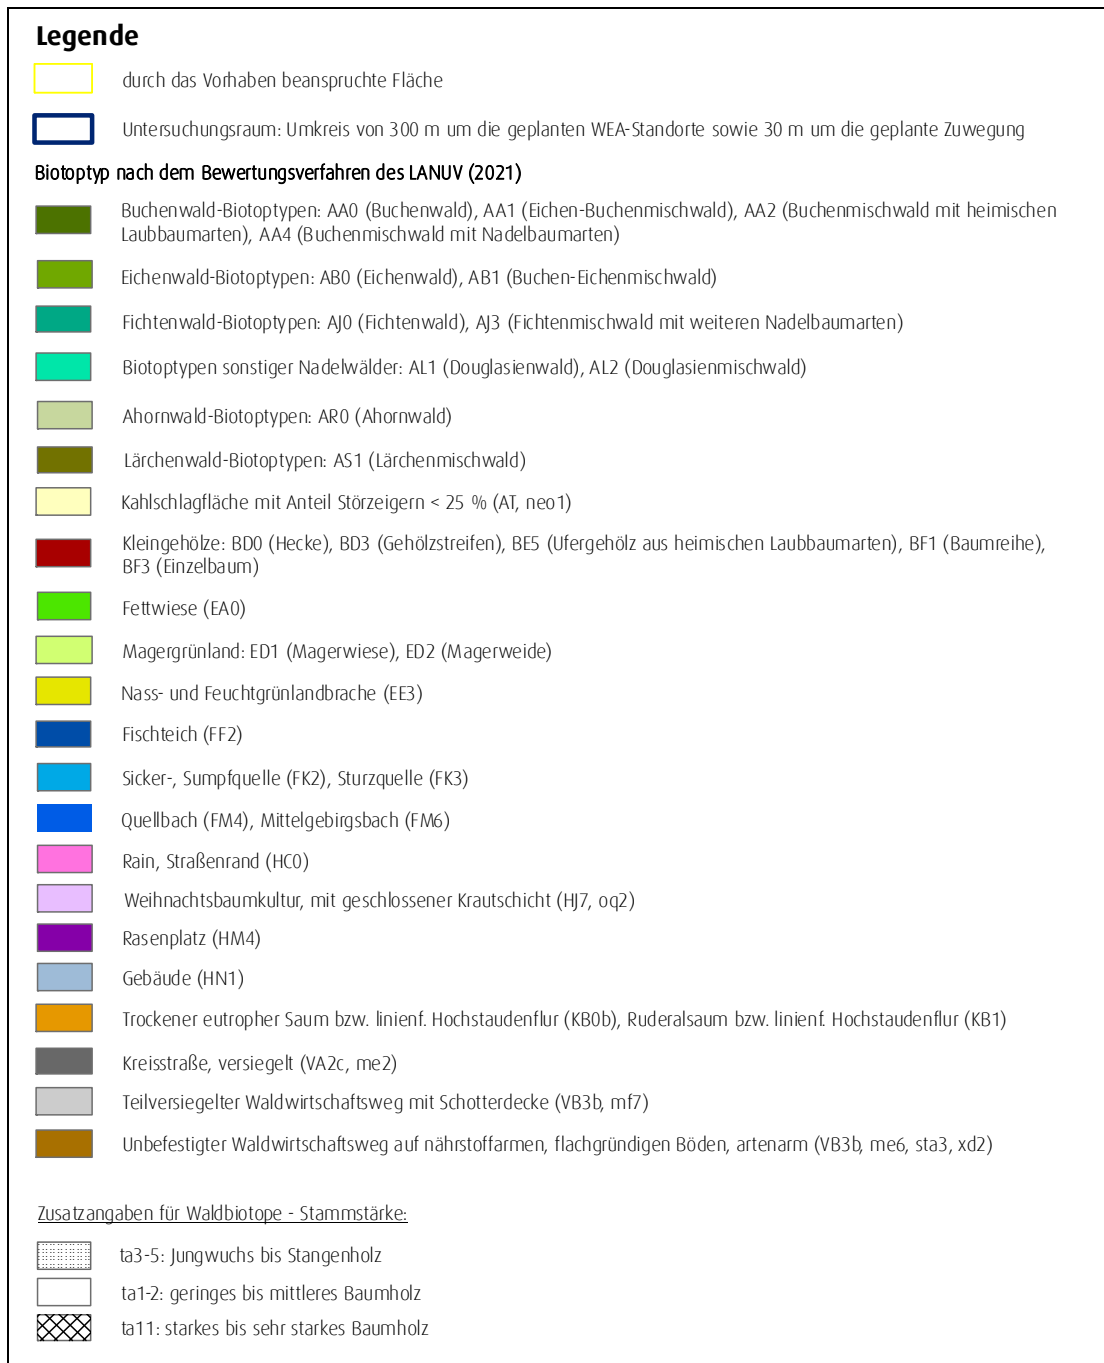 Legende
durch das Vorhaben beanspruchte Fläche
Untersuchungsraum: Umkreis von 300 m um die geplanten WEA-Standorte sowie 30 m um die geplante Zuwegung
Biotoptyp nach dem Bewertungsverfahren des LANUV (2021)
Buchenwald-Biotoptypen: AA0 (Buchenwald), AA1 (Eichen-Buchenmischwald), AA2 (Buchenmischwald mit heimischen
Laubbaumarten), AA4 (Buchenmischwald mit Nadelbaumarten)
Eichenwald-Biotoptypen: AB0 (Eichenwald), AB1 (Buchen-Eichenmischwald)
Fichtenwald-Biotoptypen: AJ0 (Fichtenwald), AJ3 (Fichtenmischwald mit weiteren Nadelbaumarten)
Biotoptypen sonstiger Nadelwälder: AL1 (Douglasienwald), AL2 (Douglasienmischwald)
Ahornwald-Biotoptypen: AR0 (Ahornwald)
Lärchenwald-Biotoptypen: AS1 (Lärchenmischwald)
Kahlschlagfläche mit Anteil Störzeigern < 25 % (AT, neo1)
Kleingehölze: BD0 (Hecke), BD3 (Gehölzstreifen), BE5 (Ufergehölz aus heimischen Laubbaumarten), BF1 (Baumreihe),
BF3 (Einzelbaum)
Fettwiese (EA0)
Magergrünland: ED1 (Magerwiese), ED2 (Magerweide)
Nass- und Feuchtgrünlandbrache (EE3)
Fischteich (FF2)
Sicker-, Sumpfquelle (FK2), Sturzquelle (FK3)
Quellbach (FM4), Mittelgebirgsbach (FM6)
Rain, Straßenrand (HC0)
Weihnachtsbaumkultur, mit geschlossener Krautschicht (HJ7, oq2)
Rasenplatz (HM4)
Gebäude (HN1)
Trockener eutropher Saum bzw. linienf. Hochstaudenflur (KB0b), Ruderalsaum bzw. linienf. Hochstaudenflur (KB1)
Kreisstraße, versiegelt (VA2c, me2)
Teilversiegelter Waldwirtschaftsweg mit Schotterdecke (VB3b, mf7)
Unbefestigter Waldwirtschaftsweg auf nährstoffarmen, flachgründigen Böden, artenarm (VB3b, me6, sta3, xd2)
Zusatzangaben für Waldbiotope - Stammstärke:
ta3-5: Jungwuchs bis Stangenholz
ta1-2: geringes bis mittleres Baumholz
ta11: starkes bis sehr starkes Baumholz